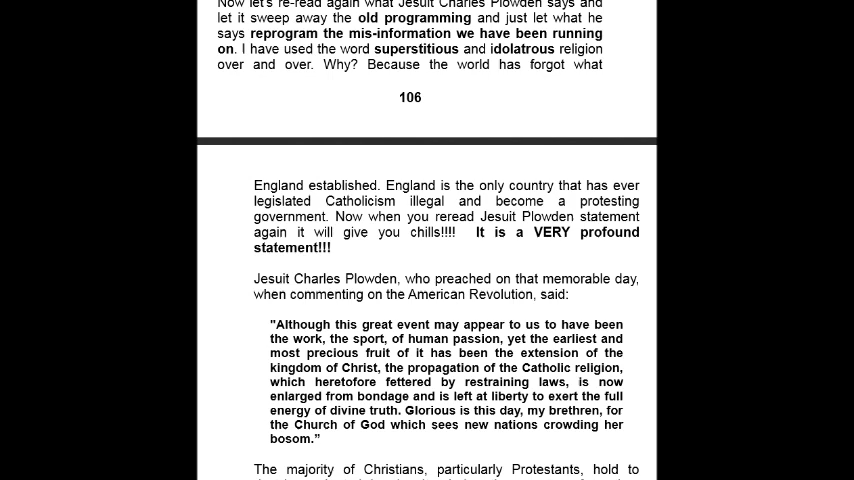 Now let's re-read again what Jesuit Charles Plowden says and
let it sweep away the old programming and just let what he
says reprogram the mis-information we have been running
on. I have used the word superstitious and idolatrous religion
over and over. Why? Because the world has forgot what
106
England established. England is the only country that has ever
legislated Catholicism illegal and become a protesting
government. Now when you reread Jesuit Plowden statement
again it will give you chills!!!! It is a VERY profound
statement!!!
Jesuit Charles Plowden, who preached on that memorable day,
when commenting on the American Revolution, said:
"Although this great event may appear to us to have been
the work, the sport, of human passion, yet the earliest and
most precious fruit of it has been the extension of the
kingdom of Christ, the propagation of the Catholic religion,
which heretofore fettered by restraining laws, is now
enlarged from bondage and is left at liberty to exert the full
energy of divine truth. Glorious is this day, my brethren, for
the Church of God which sees new nations crowding her
bosom.”
The majority of Christians, particularly Protestants, hold to